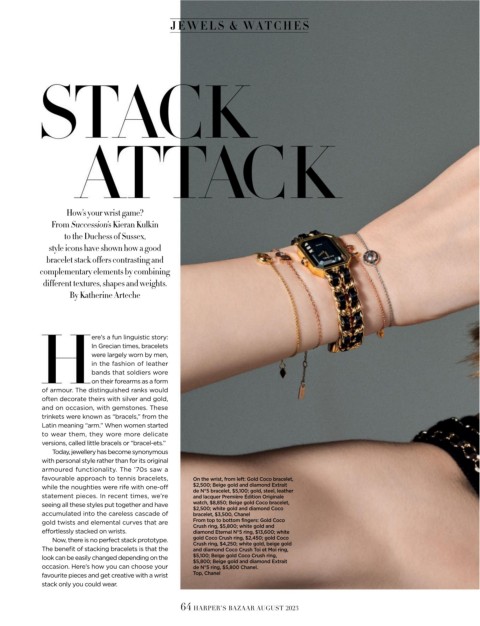 JEWELS & WATCHES
STACK
ATTACK
How's your wrist game?
From Succession's Kieran Kulkin
to the Duchess of Sussex,
style icons have shown how a good
bracelet stack offers contrasting and
complementary elements by combining
different textures, shapes and weights.
By Katherine Arteche
Here's a fun linguistic story:
In Grecian times, bracelets
were largely worn by men,
in the fashion of leather
bands that soldiers wore
on their forearms as a form
of armour. The distinguished ranks would
often decorate theirs with silver and gold,
and on occasion, with gemstones. These
trinkets were known as "bracels," from the
Latin meaning "arm." When women started
to wear them, they wore more delicate
versions, called little bracels or "bracel-ets."
Today, jewellery has become synonymous
with personal style rather than for its original
armoured functionality. The '70s saw a
favourable approach to tennis bracelets,
while the noughties were rife with one-off
statement pieces. In recent times, we're
seeing all these styles put together and have
accumulated into the careless cascade of
gold twists and elemental curves that are
effortlessly stacked on wrists.
Now, there is no perfect stack prototype.
The benefit of stacking bracelets is that the
look can be easily changed depending on the
occasion. Here's how you can choose your
favourite pieces and get creative with a wrist
stack only you could wear.
On the wrist, from left: Gold Coco bracelet,
$2,500; Beige gold and diamond Extrait
de N°5 bracelet, $5,100; gold, steel, leather
and lacquer Première Edition Originale
watch, $8,850; Beige gold Coco bracelet,
$2,500; white gold and diamond Coco
bracelet, $3,500, Chanel
From top to bottom fingers: Gold Coco
Crush ring, $5,800; white gold and
diamond Eternal N°5 ring, $13,600; white
gold Coco Crush ring, $2,450; gold Coco
Crush ring, $4,250; white gold, beige gold
and diamond Coco Crush Toi et Moi ring,
$3,100; Beige gold Coco Crush ring,
$5,800; Beige gold and diamond Extrait
de N°5 ring, $3,800 Chanel.
Top, Chanel
64 HARPER'S BAZAAR AUGUST 2023